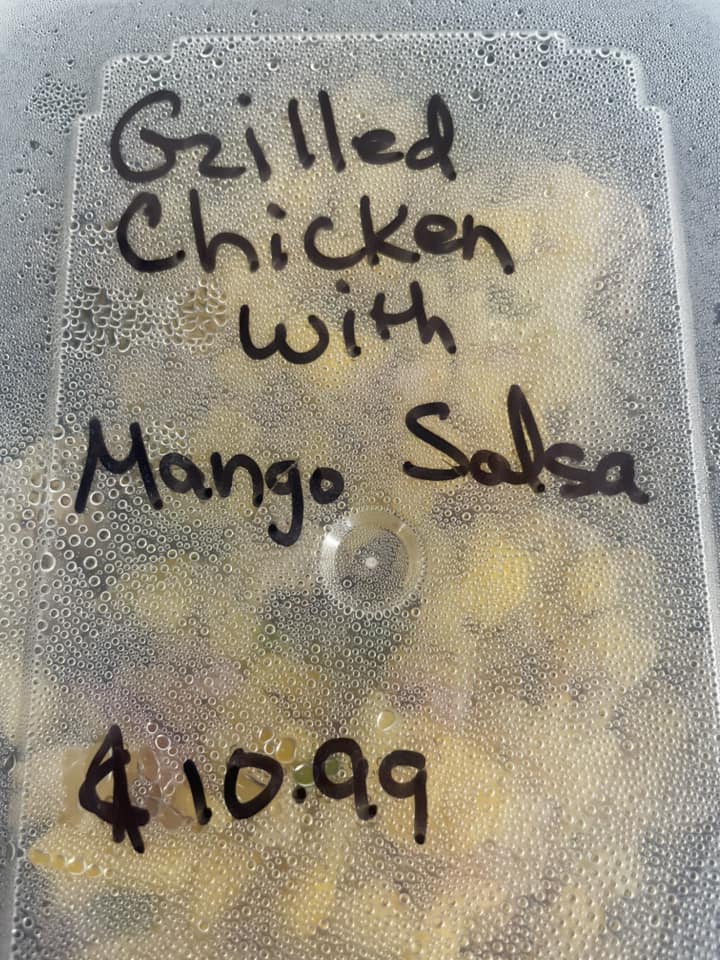 Grilled
Chicken
with
Mango Salsa
$10.99